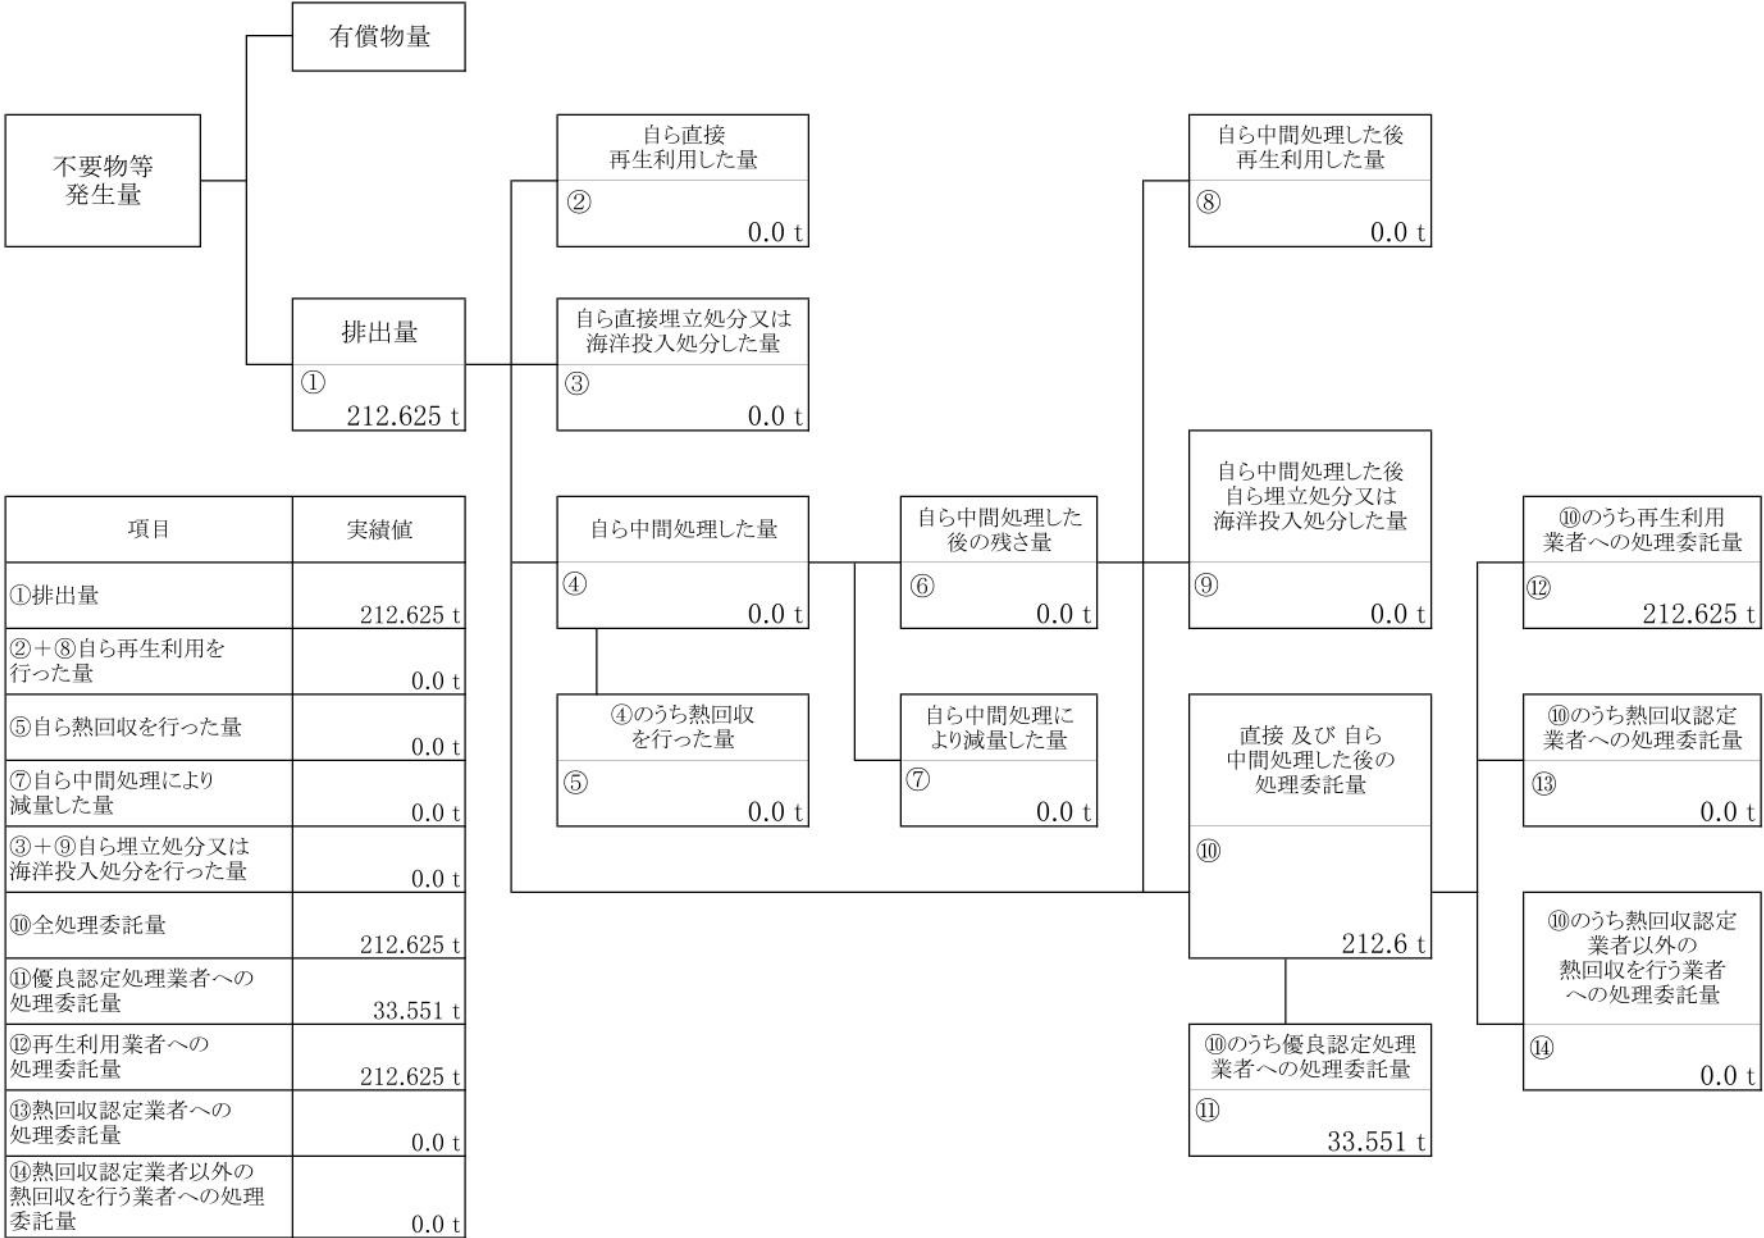 有償物量
不要物等
発生量
自ら直接
再生利用した量
②
0.0 t
自ら中間処理した後
再生利用した量
⑧
0.0 t
排出量
①
212.625 t
自ら直接埋立処分又は
海洋投入処分した量
③
0.0 t
自ら中間処理した量
④
0.0 t
自ら中間処理した
後の残さ量
⑥
0.0 t
自ら中間処理した後
自ら埋立処分又は
海洋投入処分した量
⑨
0.0 t
⑩のうち再生利用
業者への処理委託量
⑫
212.625 t
④のうち熱回収
を行った量
⑤
0.0 t
自ら中間処理に
より減量した量
⑦
0.0 t
直接 及び 自ら
中間処理した後の
処理委託量
⑩
212.6 t
⑩のうち熱回収認定
業者への処理委託量
⑬
0.0 t
⑩のうち熱回収認定
業者以外の
熱回収を行う業者
への処理委託量
⑭
0.0 t
⑩のうち優良認定処理
業者への処理委託量
⑪
33.551 t
項目 実績値
①排出量
212.625 t
②＋⑧自ら再生利用を
行った量
0.0 t
⑤自ら熱回収を行った量
0.0 t
⑦自ら中間処理により
減量した量
0.0 t
③＋⑨自ら埋立処分又は
海洋投入処分を行った量
0.0 t
⑩全処理委託量
212.625 t
⑪優良認定処理業者への
処理委託量
33.551 t
⑫再生利用業者への
処理委託量
212.625 t
⑬熱回収認定業者への
処理委託量
0.0 t
⑭熱回収認定業者以外の
熱回収を行う業者への処理
委託量
0.0 t